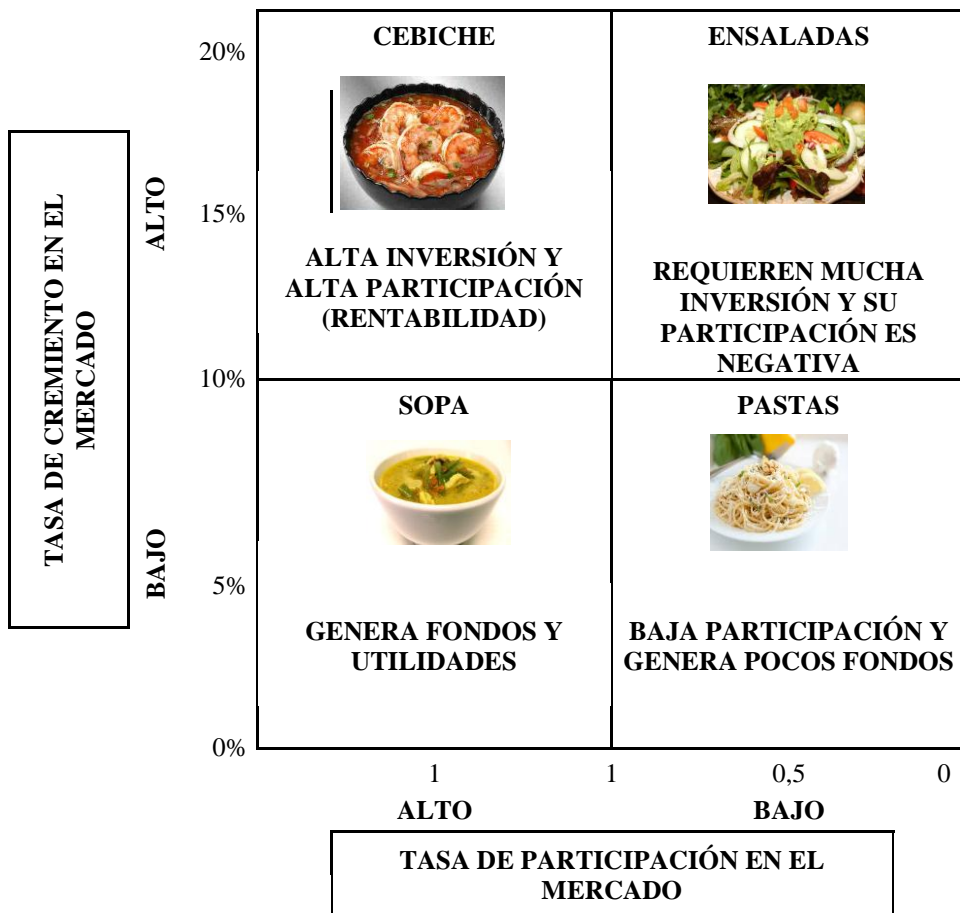 CEBICHE
ENSALADAS
20%
15%
10%
5%
0%
TASA DE CREMIENTO EN EL
MERCADO
ALTO
BAJO
ALTA INVERSIÓN Y
ALTA PARTICIPACIÓN
(RENTABILIDAD)
REQUIEREN MUCHA
INVERSIÓN Y SU
PARTICIPACIÓN ES
NEGATIVA
SOPA
PASTAS
GENERA FONDOS Y
UTILIDADES
BAJA PARTICIPACIÓN Y
GENERA POCOS FONDOS
1 1 0,5 0
ALTO BAJO
TASA DE PARTICIPACIÓN EN EL
MERCADO